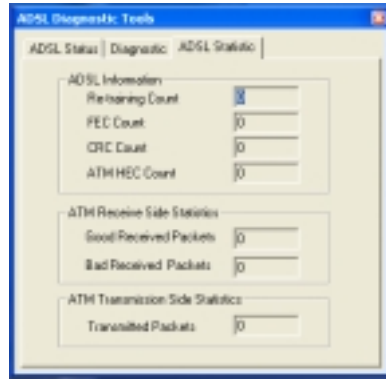 ADSL Diagnostic Tools
ADSL Status Diagnostic ADSL Statistic
ADSL Information
Retraining Count 0
FEC Count 0
CRC Count 0
ATM HEC Count 0
ATM Receive Side Statistics
Good Received Packets 0
Bad Received Packets 0
ATM Transmission Side Statistics
Transmitted Packets 0